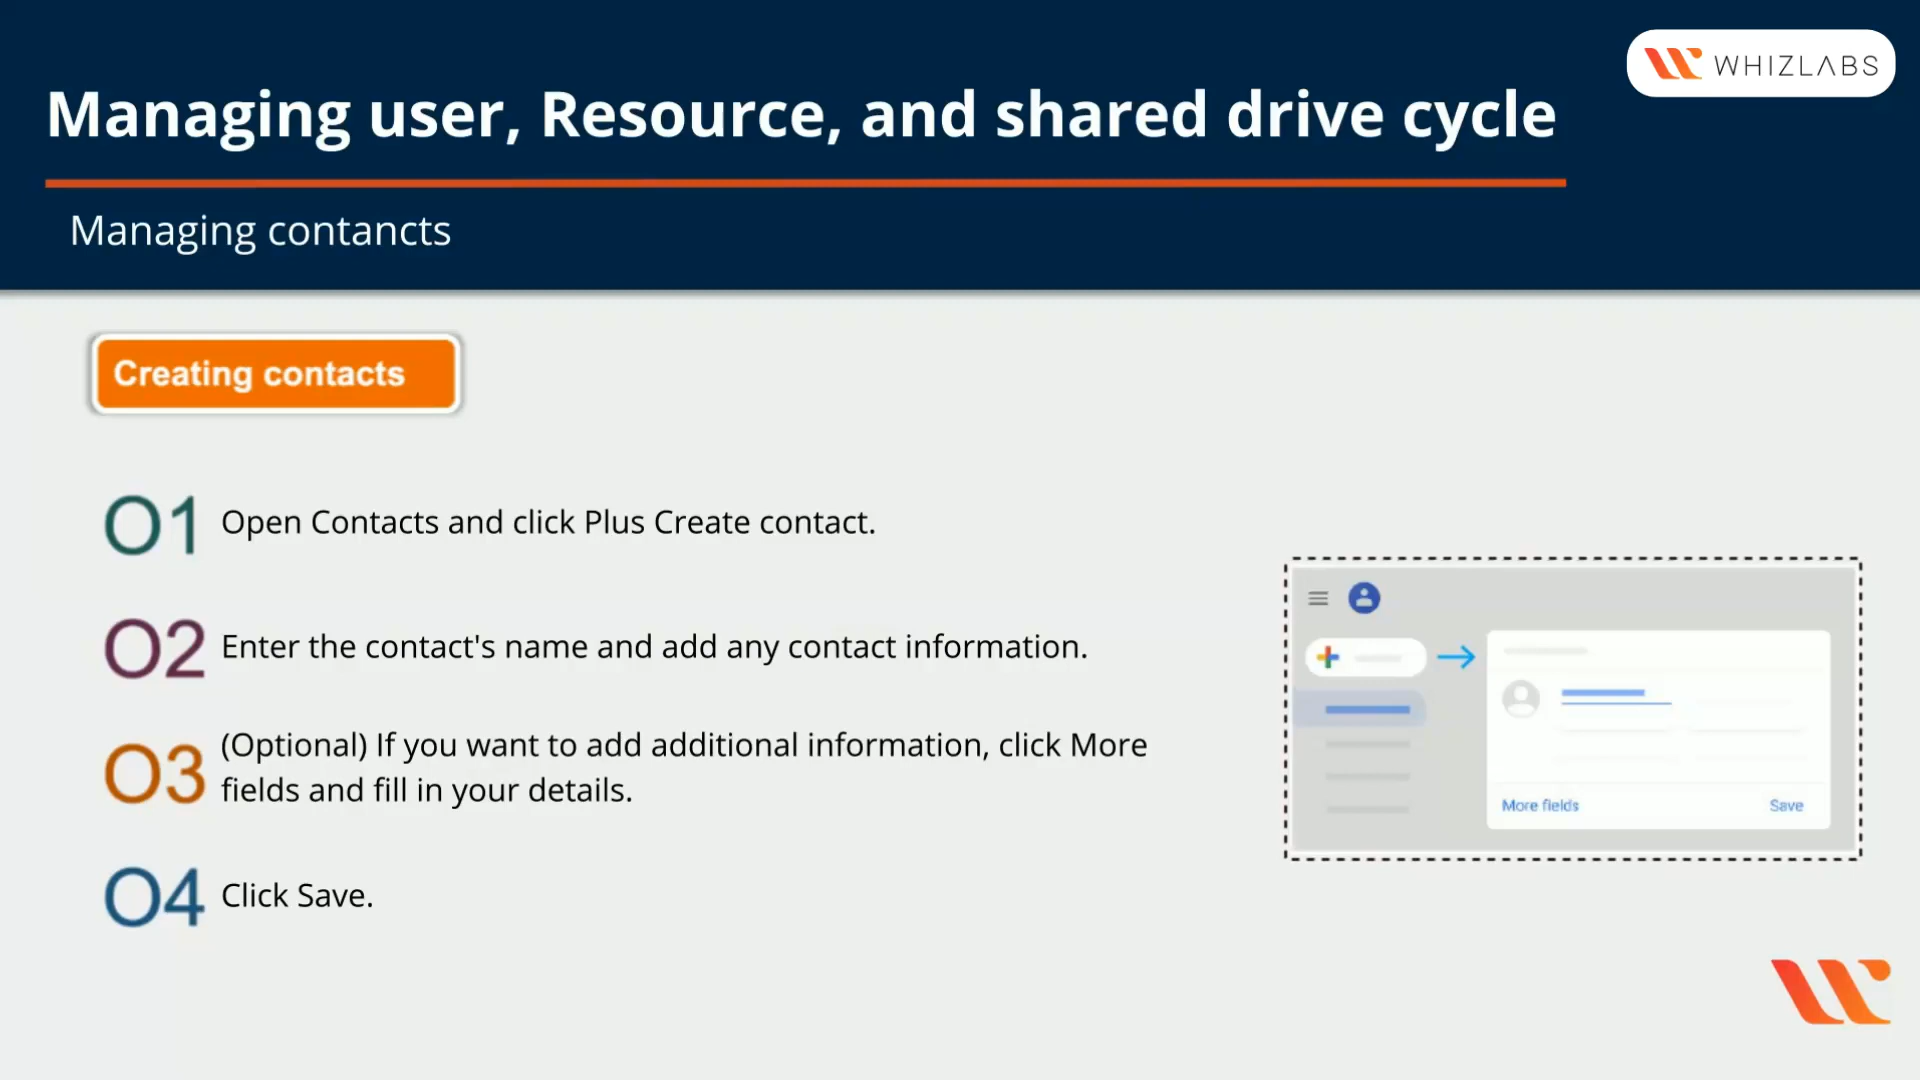 WHIZLABS
Managing user, Resource, and shared drive cycle
Managing contancts
Creating contacts
01 Open Contacts and click Plus Create contact.
02 Enter the contact's name and add any contact information.
03 (Optional) If you want to add additional information, click More
fields and fill in your details.
04 Click Save.
More fields Save